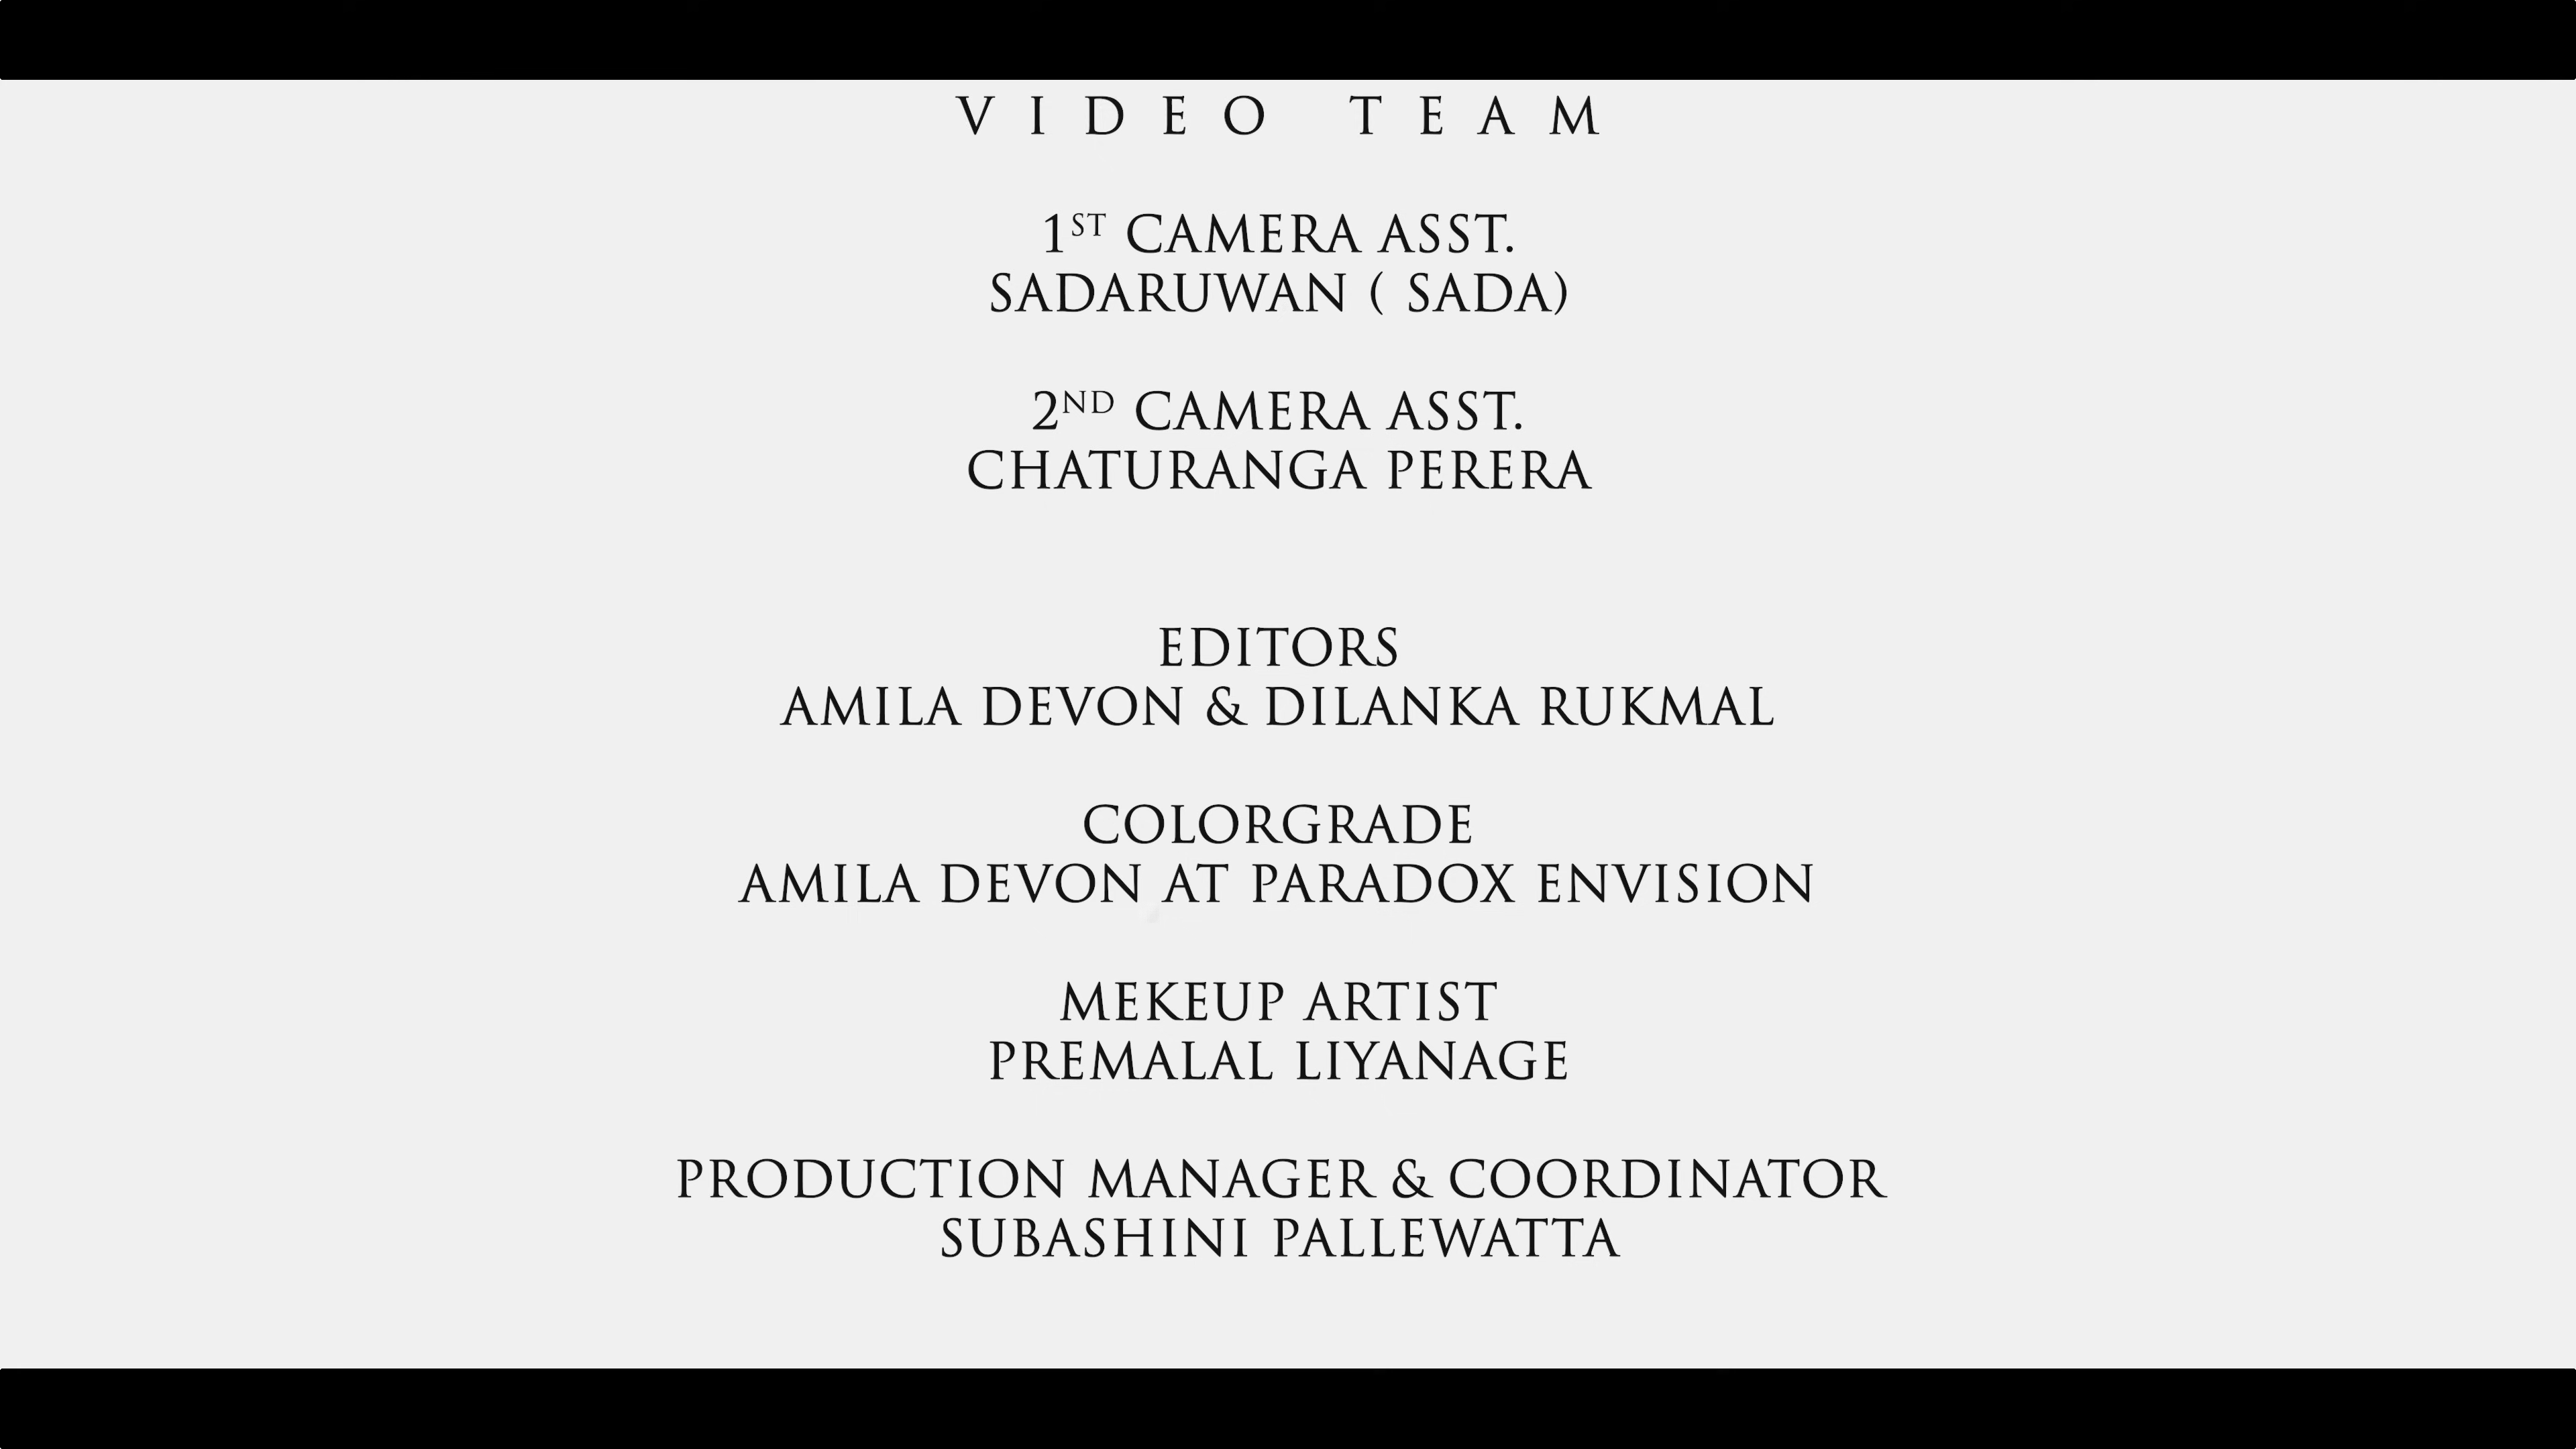 VIDEO TEAM
1ST CAMERA ASST.
SADARUWAN ( SADA)
2ND CAMERA ASST.
CHATURANGA PERERA
EDITORS
AMILA DEVON & DILANKA RUKMAL
COLORGRADE
AMILA DEVON AT PARADOX ENVISION
MEKEUP ARTIST
PREMALAL LIYANAGE
PRODUCTION MANAGER & COORDINATOR
SUBASHINI PALLEWATTA